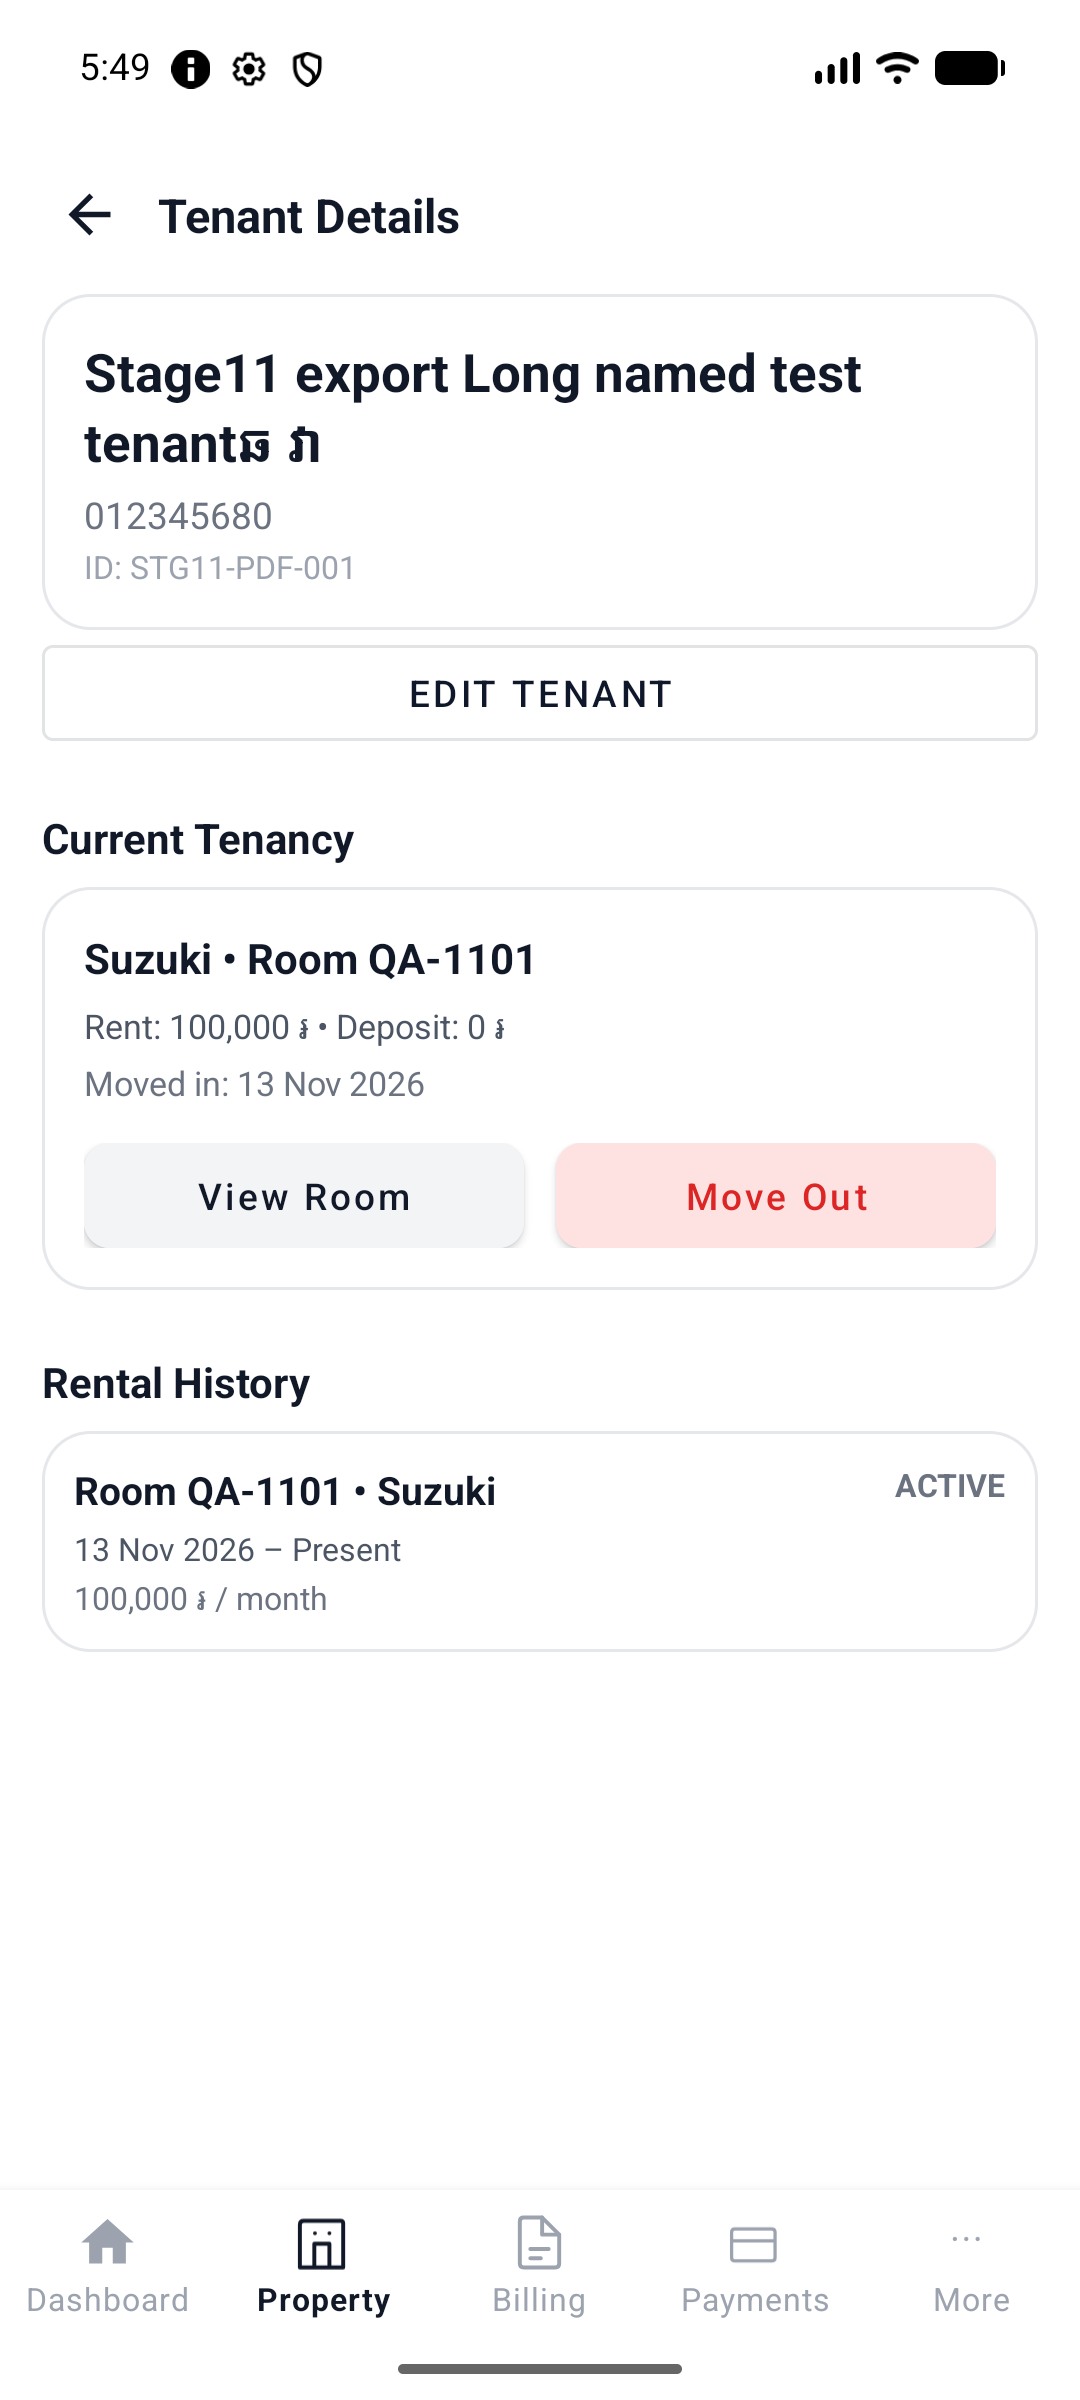 5:49
Tenant Details
Stage11 export Long named test
tenantឆ វា
012345680
ID: STG11-PDF-001
EDIT TENANT
Current Tenancy
Suzuki • Room QA-1101
Rent: 100,000 ៛ • Deposit: 0 ៛
Moved in: 13 Nov 2026
View Room
Move Out
Rental History
Room QA-1101 • Suzuki
ACTIVE
13 Nov 2026 – Present
100,000 ៛ / month
Dashboard
Property
Billing
Payments
More